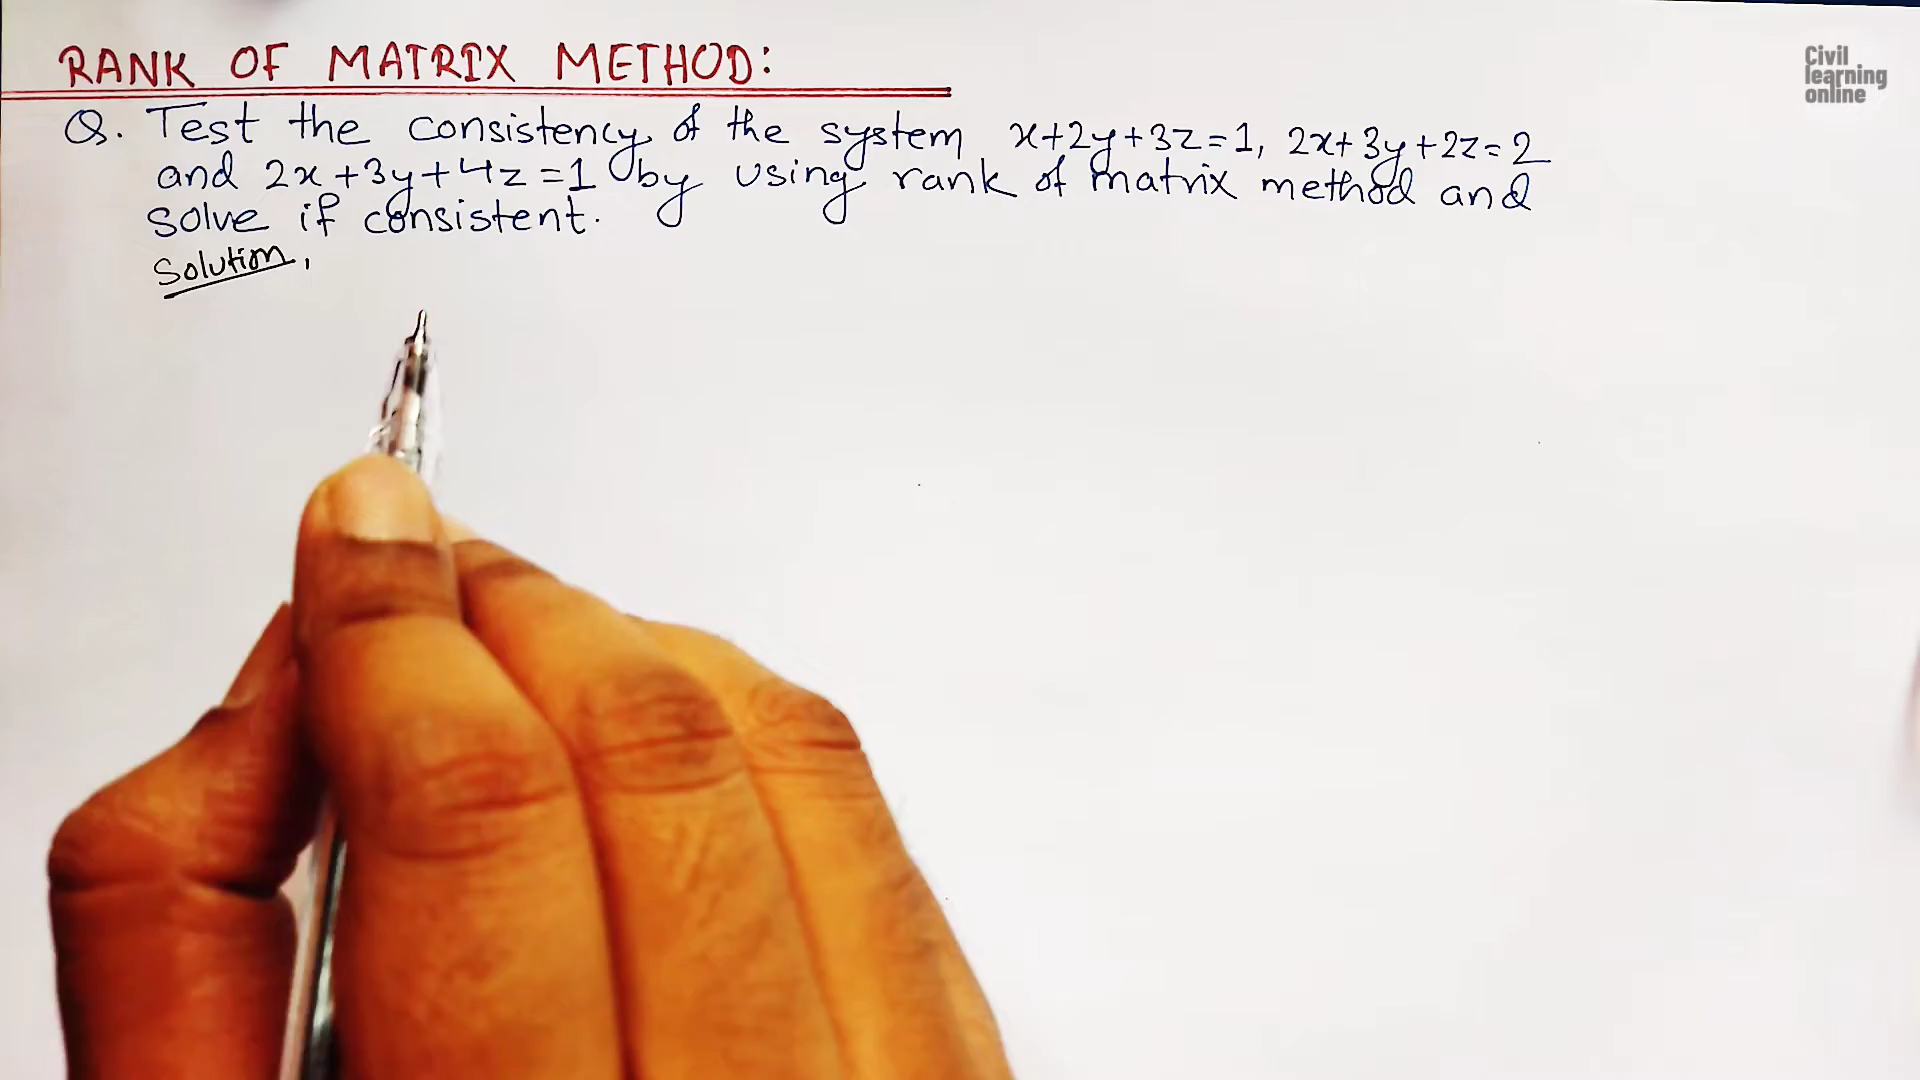 RANK OF MATRIX METHOD:
Civil
learning
online
Q. Test the consistency of the system x+2y+3z=1, 2x+3y+2z=2
and 2x+3y+4z=1 by using rank of matrix method and
solve if consistent.
Solution,